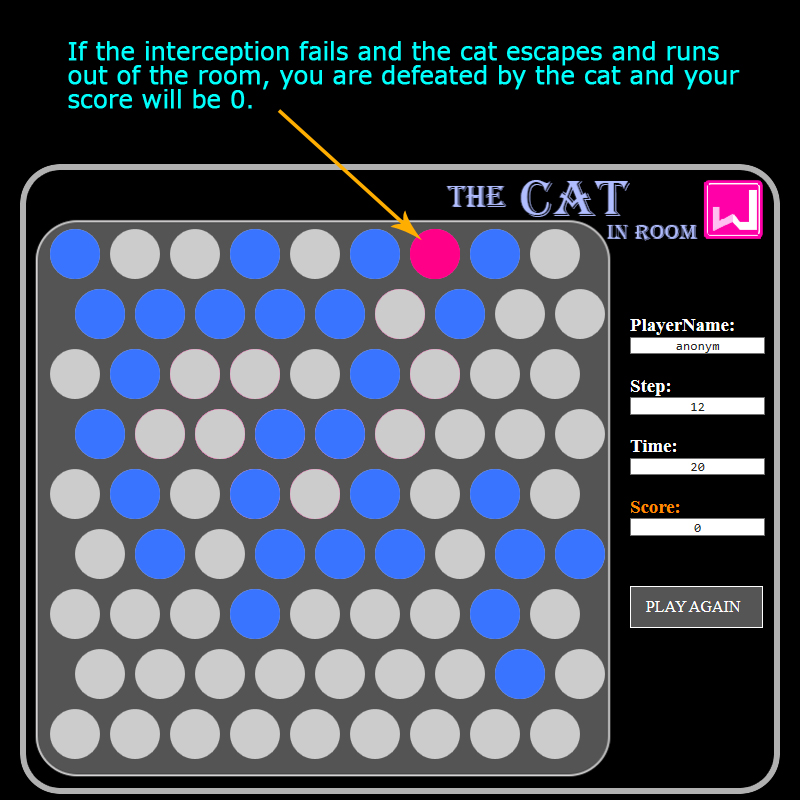 If the interception fails and the cat escapes and runs
out of the room, you are defeated by the cat and your
score will be 0.
THE CAT
IN ROOM
PlayerName:
anonym
Step:
12
Time:
20
Score:
0
PLAY AGAIN